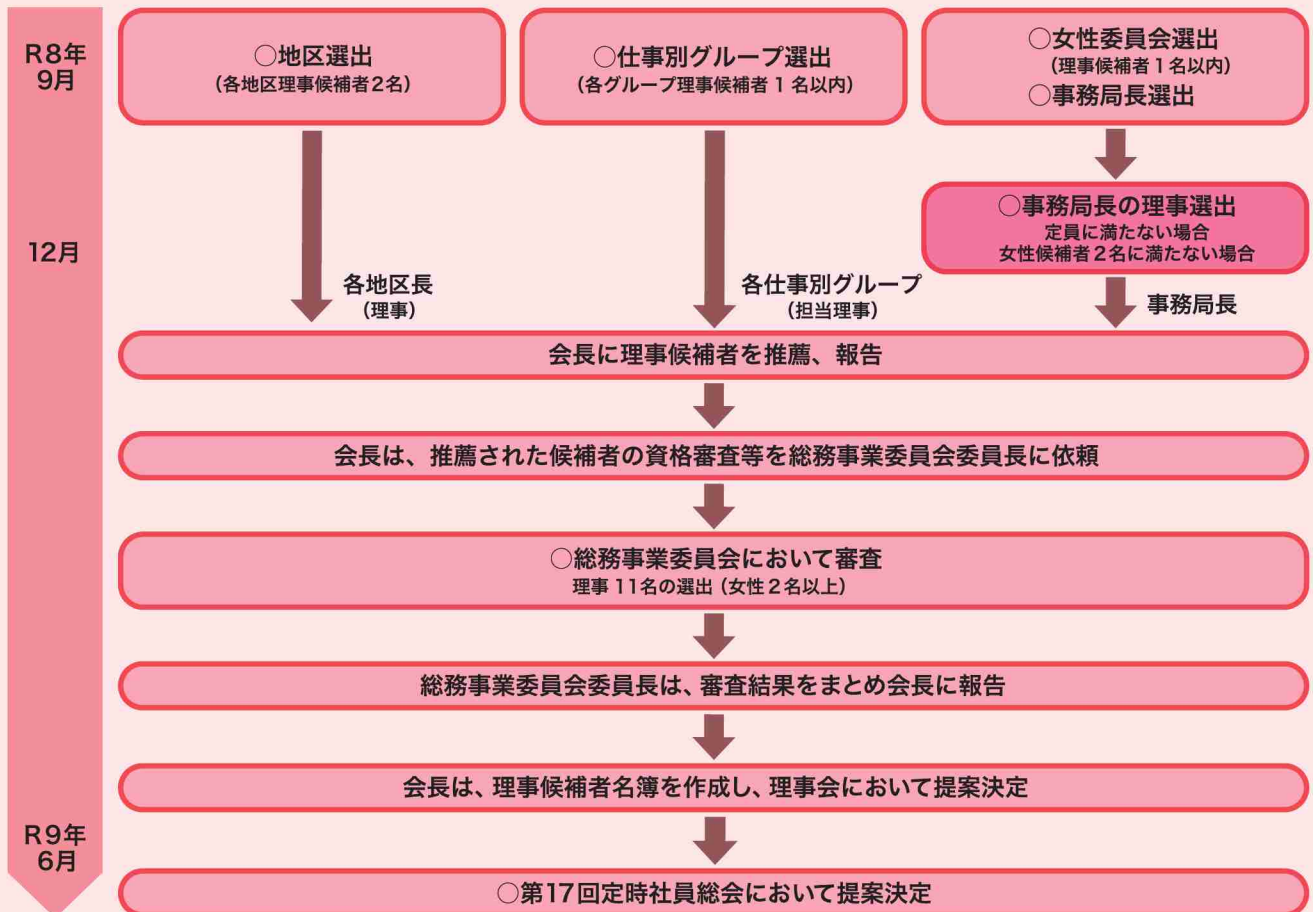 R8年
9月
○地区選出
(各地区理事候補者2名)
○仕事別グループ選出
(各グループ理事候補者1名以内)
○女性委員会選出
(理事候補者1名以内)
○事務局長選出
12月
○事務局長の理事選出
定員に満たない場合
女性候補者2名に満たない場合
各地区長
(理事)
各仕事別グループ
(担当理事)
事務局長
会長に理事候補者を推薦、報告
会長は、推薦された候補者の資格審査等を総務事業委員会委員長に依頼
○総務事業委員会において審査
理事11名の選出(女性2名以上)
総務事業委員会委員長は、審査結果をまとめ会長に報告
会長は、理事候補者名簿を作成し、理事会において提案決定
R9年
6月
○第17回定時社員総会において提案決定